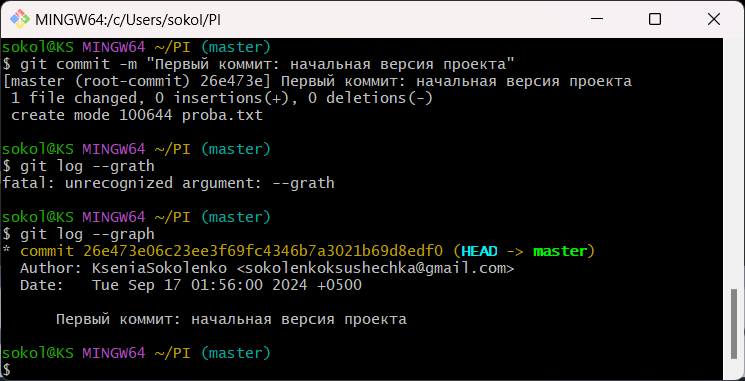 MINGW64:/c/Users/sokol/PI
sokol@KS MINGW64 ~/PI (master)
$ git commit -m "Первый коммит: начальная версия проекта"
[master (root-commit) 26e473e] Первый коммит: начальная версия проекта
 1 file changed, 0 insertions(+), 0 deletions(-)
 create mode 100644 proba.txt
sokol@KS MINGW64 ~/PI (master)
$ git log --grath
fatal: unrecognized argument: --grath
sokol@KS MINGW64 ~/PI (master)
$ git log --graph
* commit 26e473e06c23ee3f69fc4346b7a3021b69d8edf0 (HEAD -> master)
  Author: KseniaSokolenko <sokolenkoksushechka@gmail.com>
  Date:   Tue Sep 17 01:56:00 2024 +0500
      Первый коммит: начальная версия проекта
sokol@KS MINGW64 ~/PI (master)
$